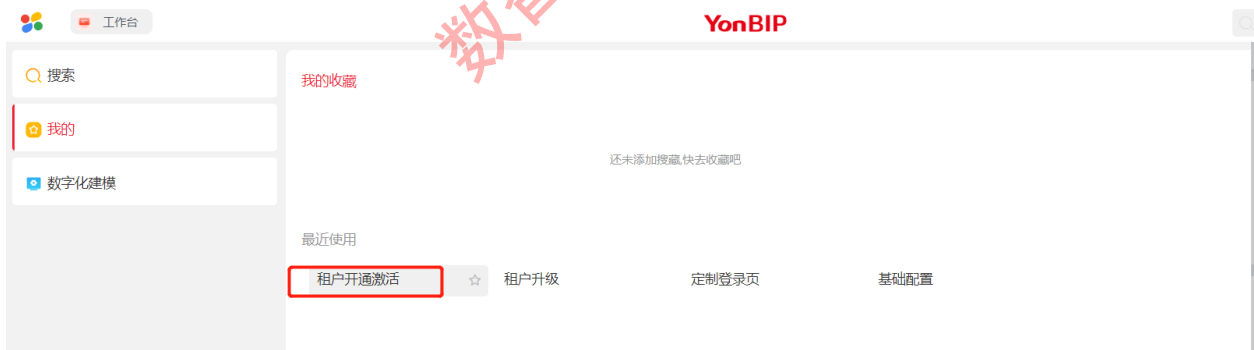 工作台
YonBIP
搜索
我的
数字化建模
我的收藏
还未添加搜藏,快去收藏吧
最近使用
租户开通激活 租户升级 定制登录页 基础配置
数